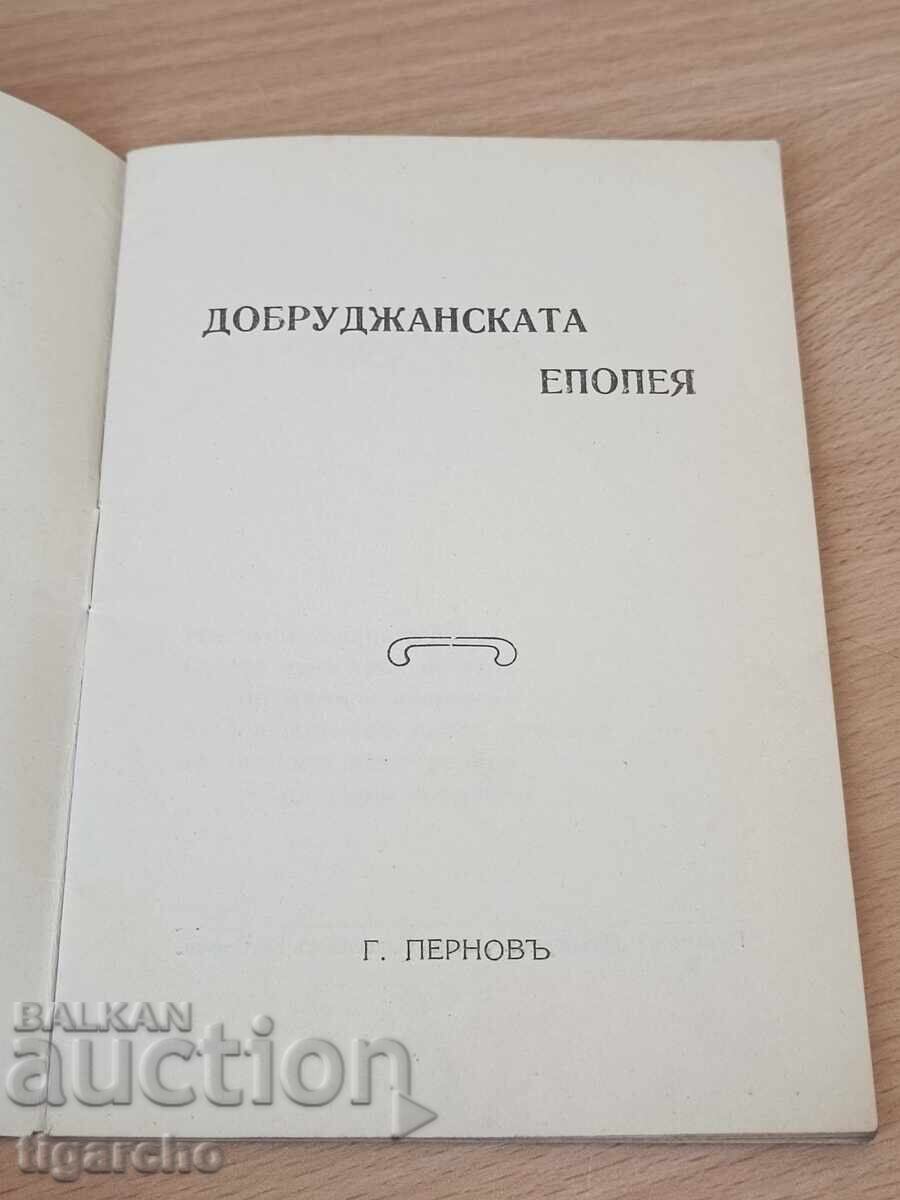 ДОБРУДЖАНСКАТА
ЕПОПЕЯ
Г. ПЕРНОВЪ
BALKAN
auction
tigarcho